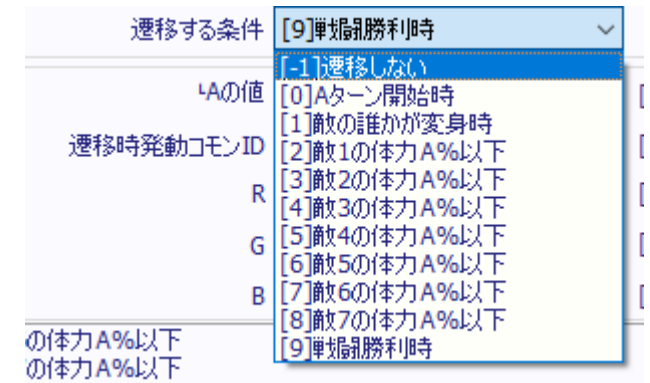 遷移する条件 [9]戦闘勝利時
[-1]遷移しない
└Aの値 [0]Aターン開始時
[1]敵の誰かが変身時
遷移時発動コモンID [2]敵1の体力A%以下
[3]敵2の体力A%以下
R [4]敵3の体力A%以下
[5]敵4の体力A%以下
G [6]敵5の体力A%以下
[7]敵6の体力A%以下
B [8]敵7の体力A%以下
[9]戦闘勝利時
の体力A%以下
の体力A%以下